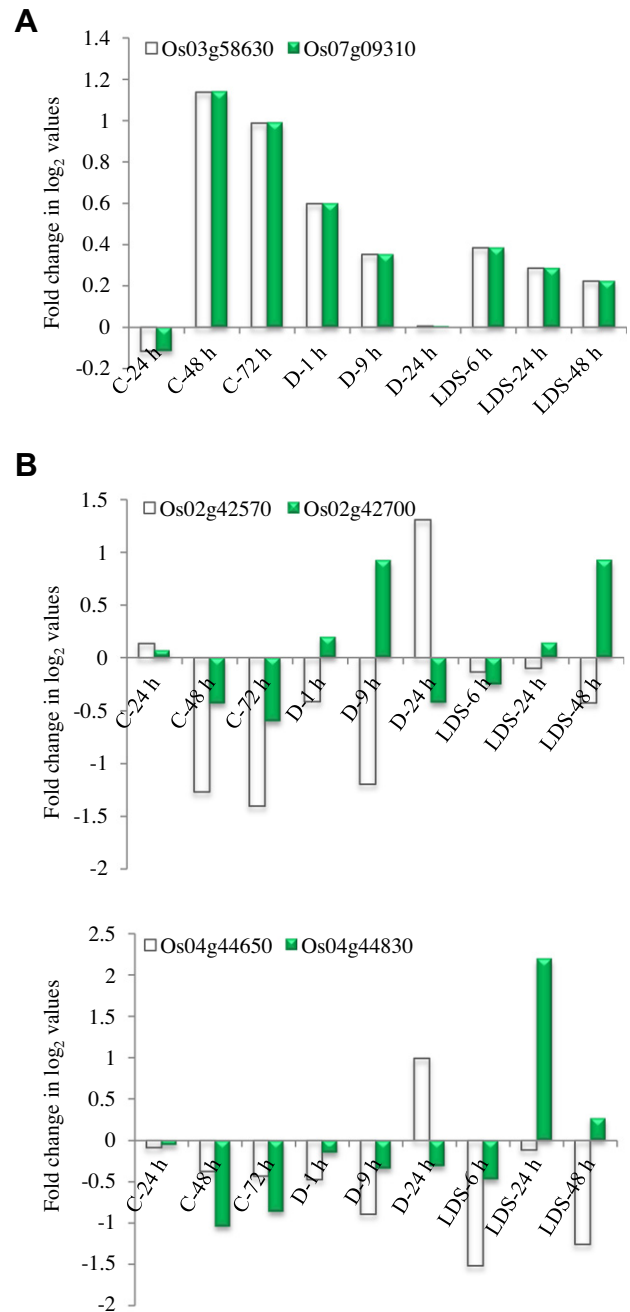 A
Fold change in log2 values
1.4
1.2
1
0.8
0.6
0.4
0.2
0
-0.2
Os03g58630 Os07g09310
C-24 h
C-48 h
C-72 h
D-1 h
D-9 h
D-24 h
LDS-6 h
LDS-24 h
LDS-48 h
B
Fold change in log2 values
1.5
1
0.5
0
-0.5
-1
-1.5
-2
Os02g42570 Os02g42700
C-24 h
C-48 h
C-72 h
D-1 h
D-9 h
D-24 h
LDS-6 h
LDS-24 h
LDS-48 h
Fold change in log2 values
2.5
2
1.5
1
0.5
0
-0.5
-1
-1.5
-2
Os04g44650 Os04g44830
C-24 h
C-48 h
C-72 h
D-1 h
D-9 h
D-24 h
LDS-6 h
LDS-24 h
LDS-48 h